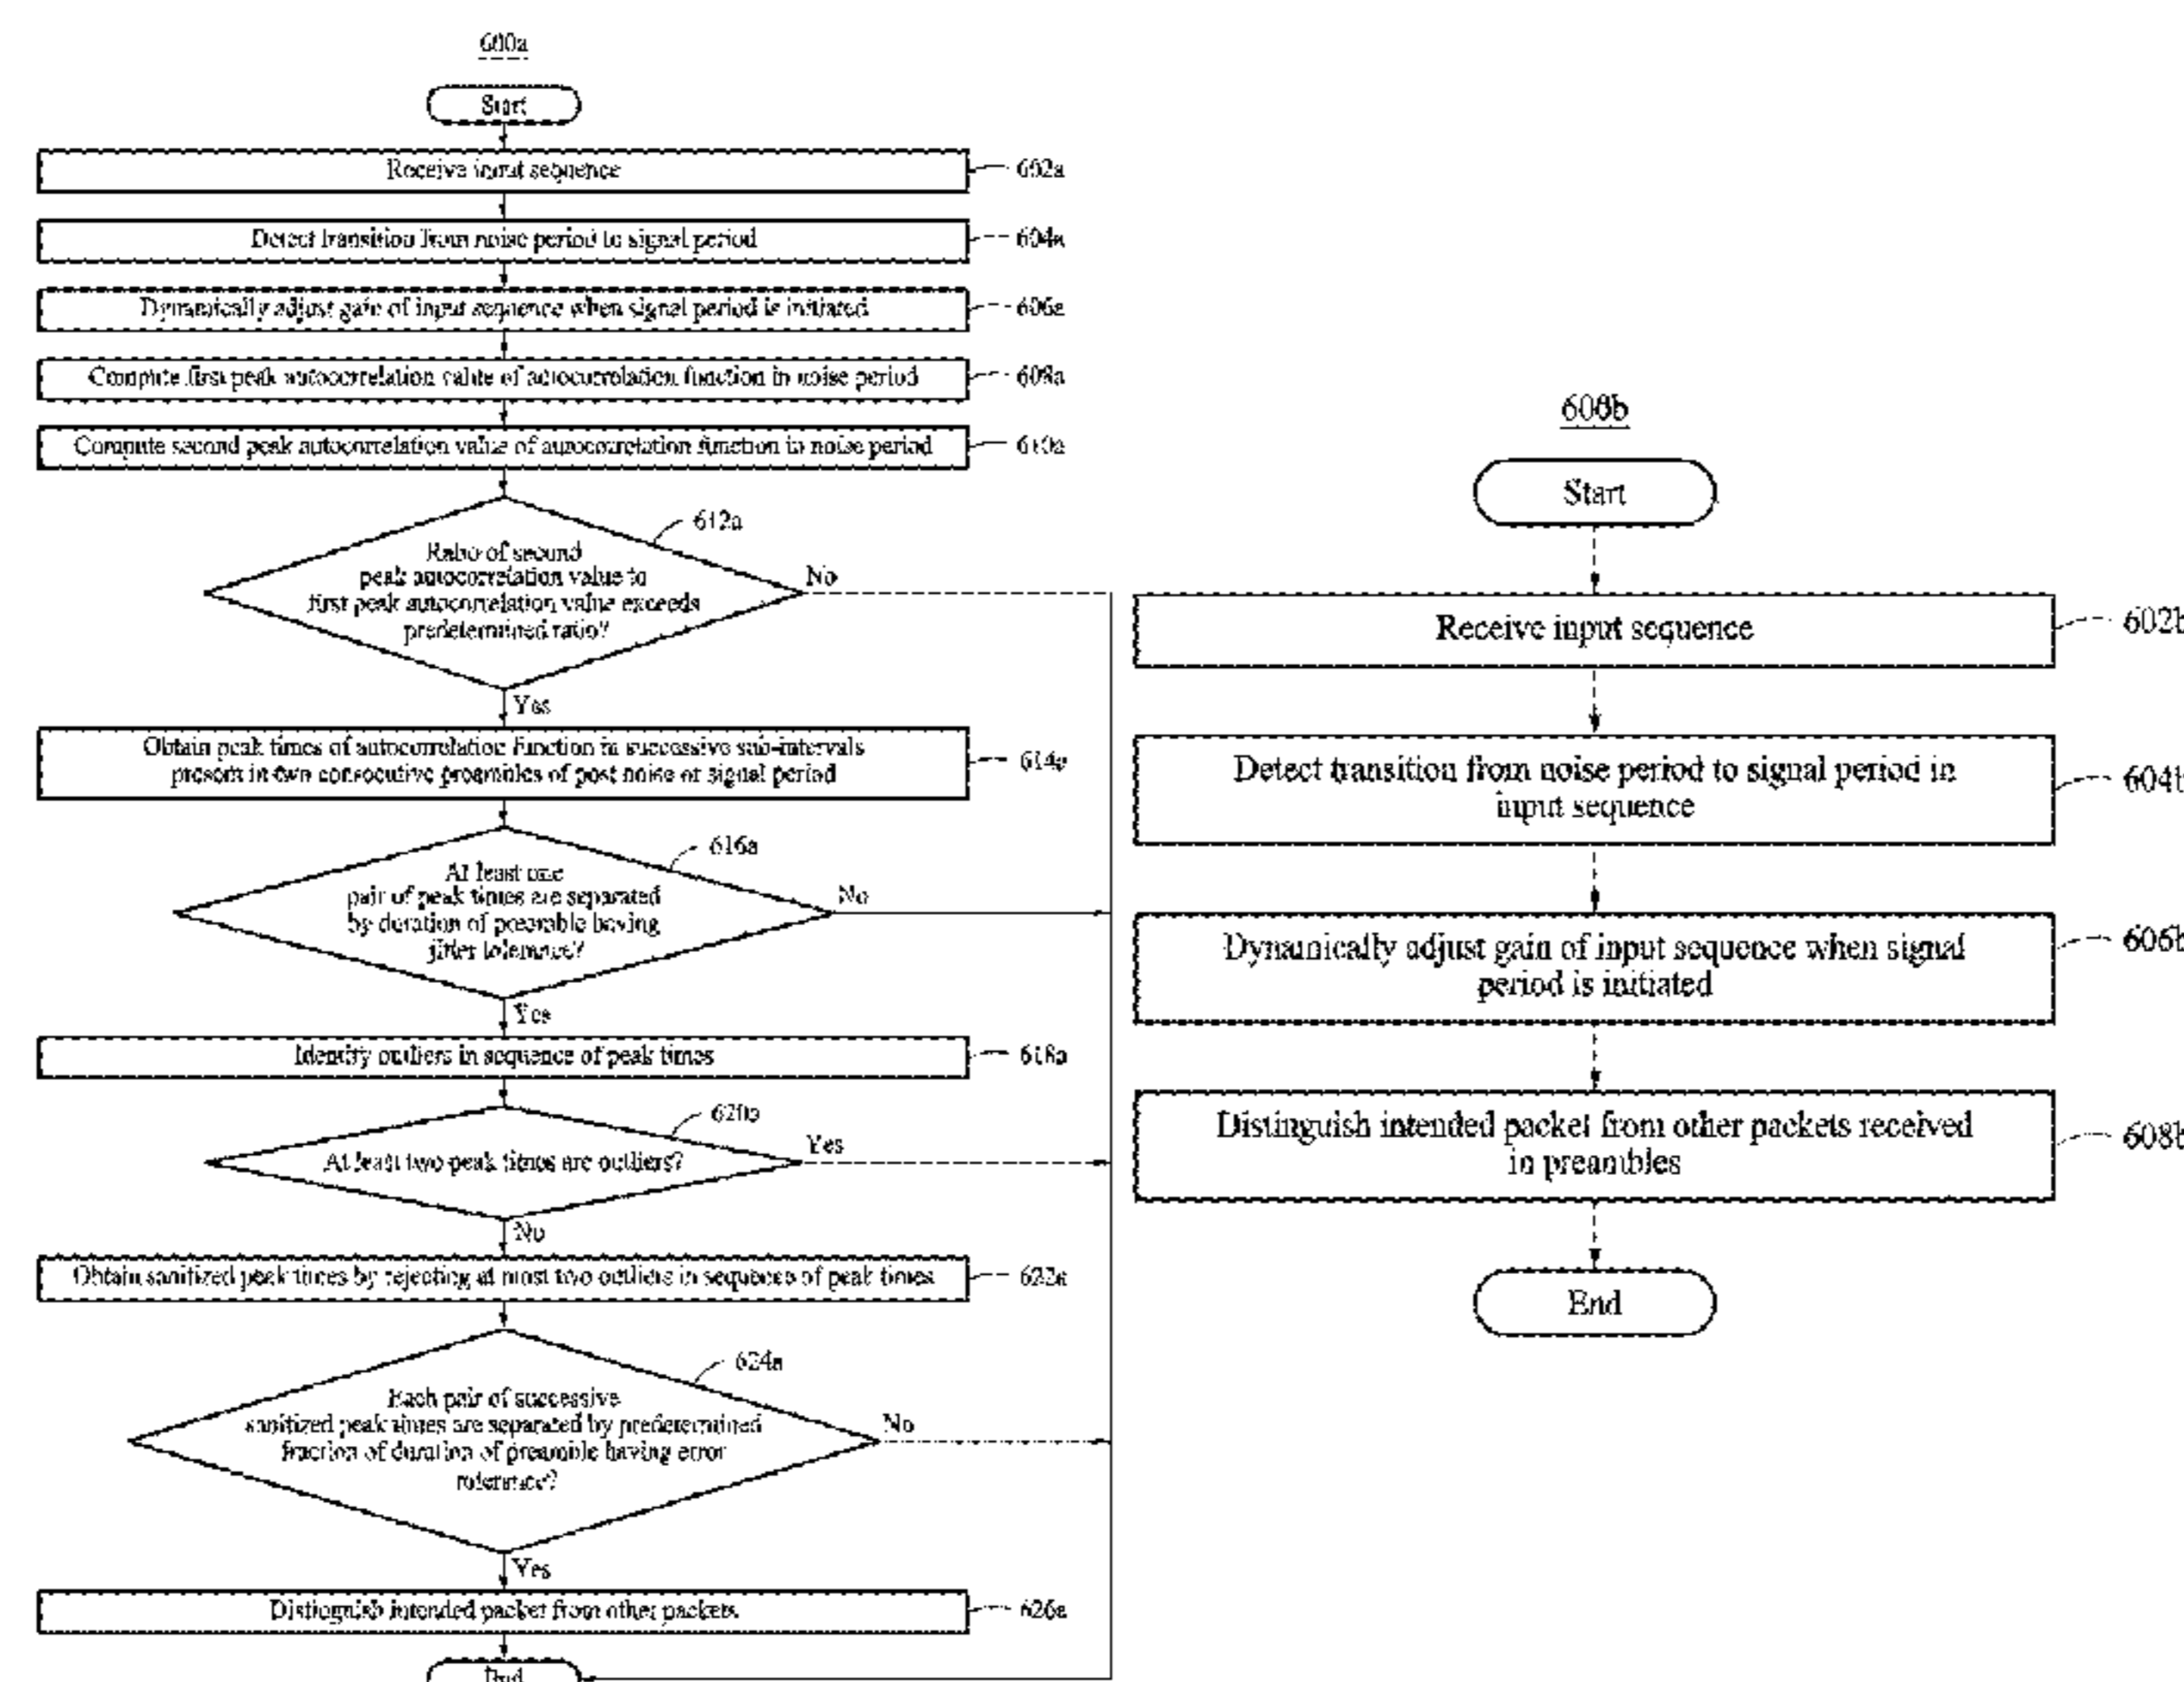 600a
Start
Receive input sequence
602a
Detect transition from noise period to signal period
604a
Dynamically adjust gain of input sequence when signal period is initiated
606a
Compute first peak autocorrelation value of autocorrelation function in noise period
608a
Compute second peak autocorrelation value of autocorrelation function in noise period
610a
612a
Ratio of second
peak autocorrelation value to
first peak autocorrelation value exceeds
predetermined ratio?
No
Yes
Obtain peak times of autocorrelation function in successive sub-intervals
present in two consecutive preambles of post noise or signal period
614a
616a
At least one
pair of peak times are separated
by duration of preamble having
jitter tolerance?
No
Yes
Identify outliers in sequence of peak times
618a
620a
At least two peak times are outliers?
Yes
No
Obtain sanitized peak times by rejecting at most two outliers in sequence of peak times
622a
624a
Each pair of successive
sanitized peak times are separated by predetermined
fraction of duration of preamble having error
tolerance?
No
Yes
Distinguish intended packet from other packets
626a
End
600b
Start
Receive input sequence
602b
Detect transition from noise period to signal period in
input sequence
604b
Dynamically adjust gain of input sequence when signal
period is initiated
606b
Distinguish intended packet from other packets received
in preambles
608b
End